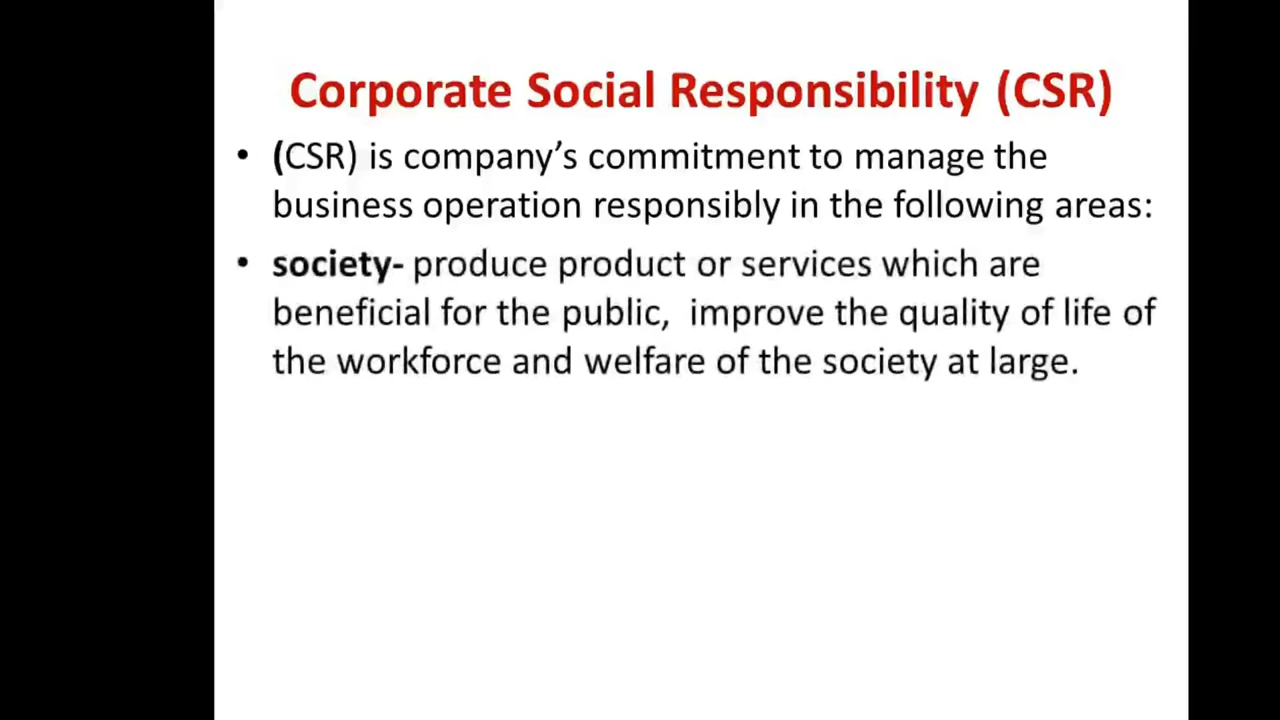 Corporate Social Responsibility (CSR)
• (CSR) is company’s commitment to manage the
business operation responsibly in the following areas:
• society- produce product or services which are
beneficial for the public,  improve the quality of life of
the workforce and welfare of the society at large.